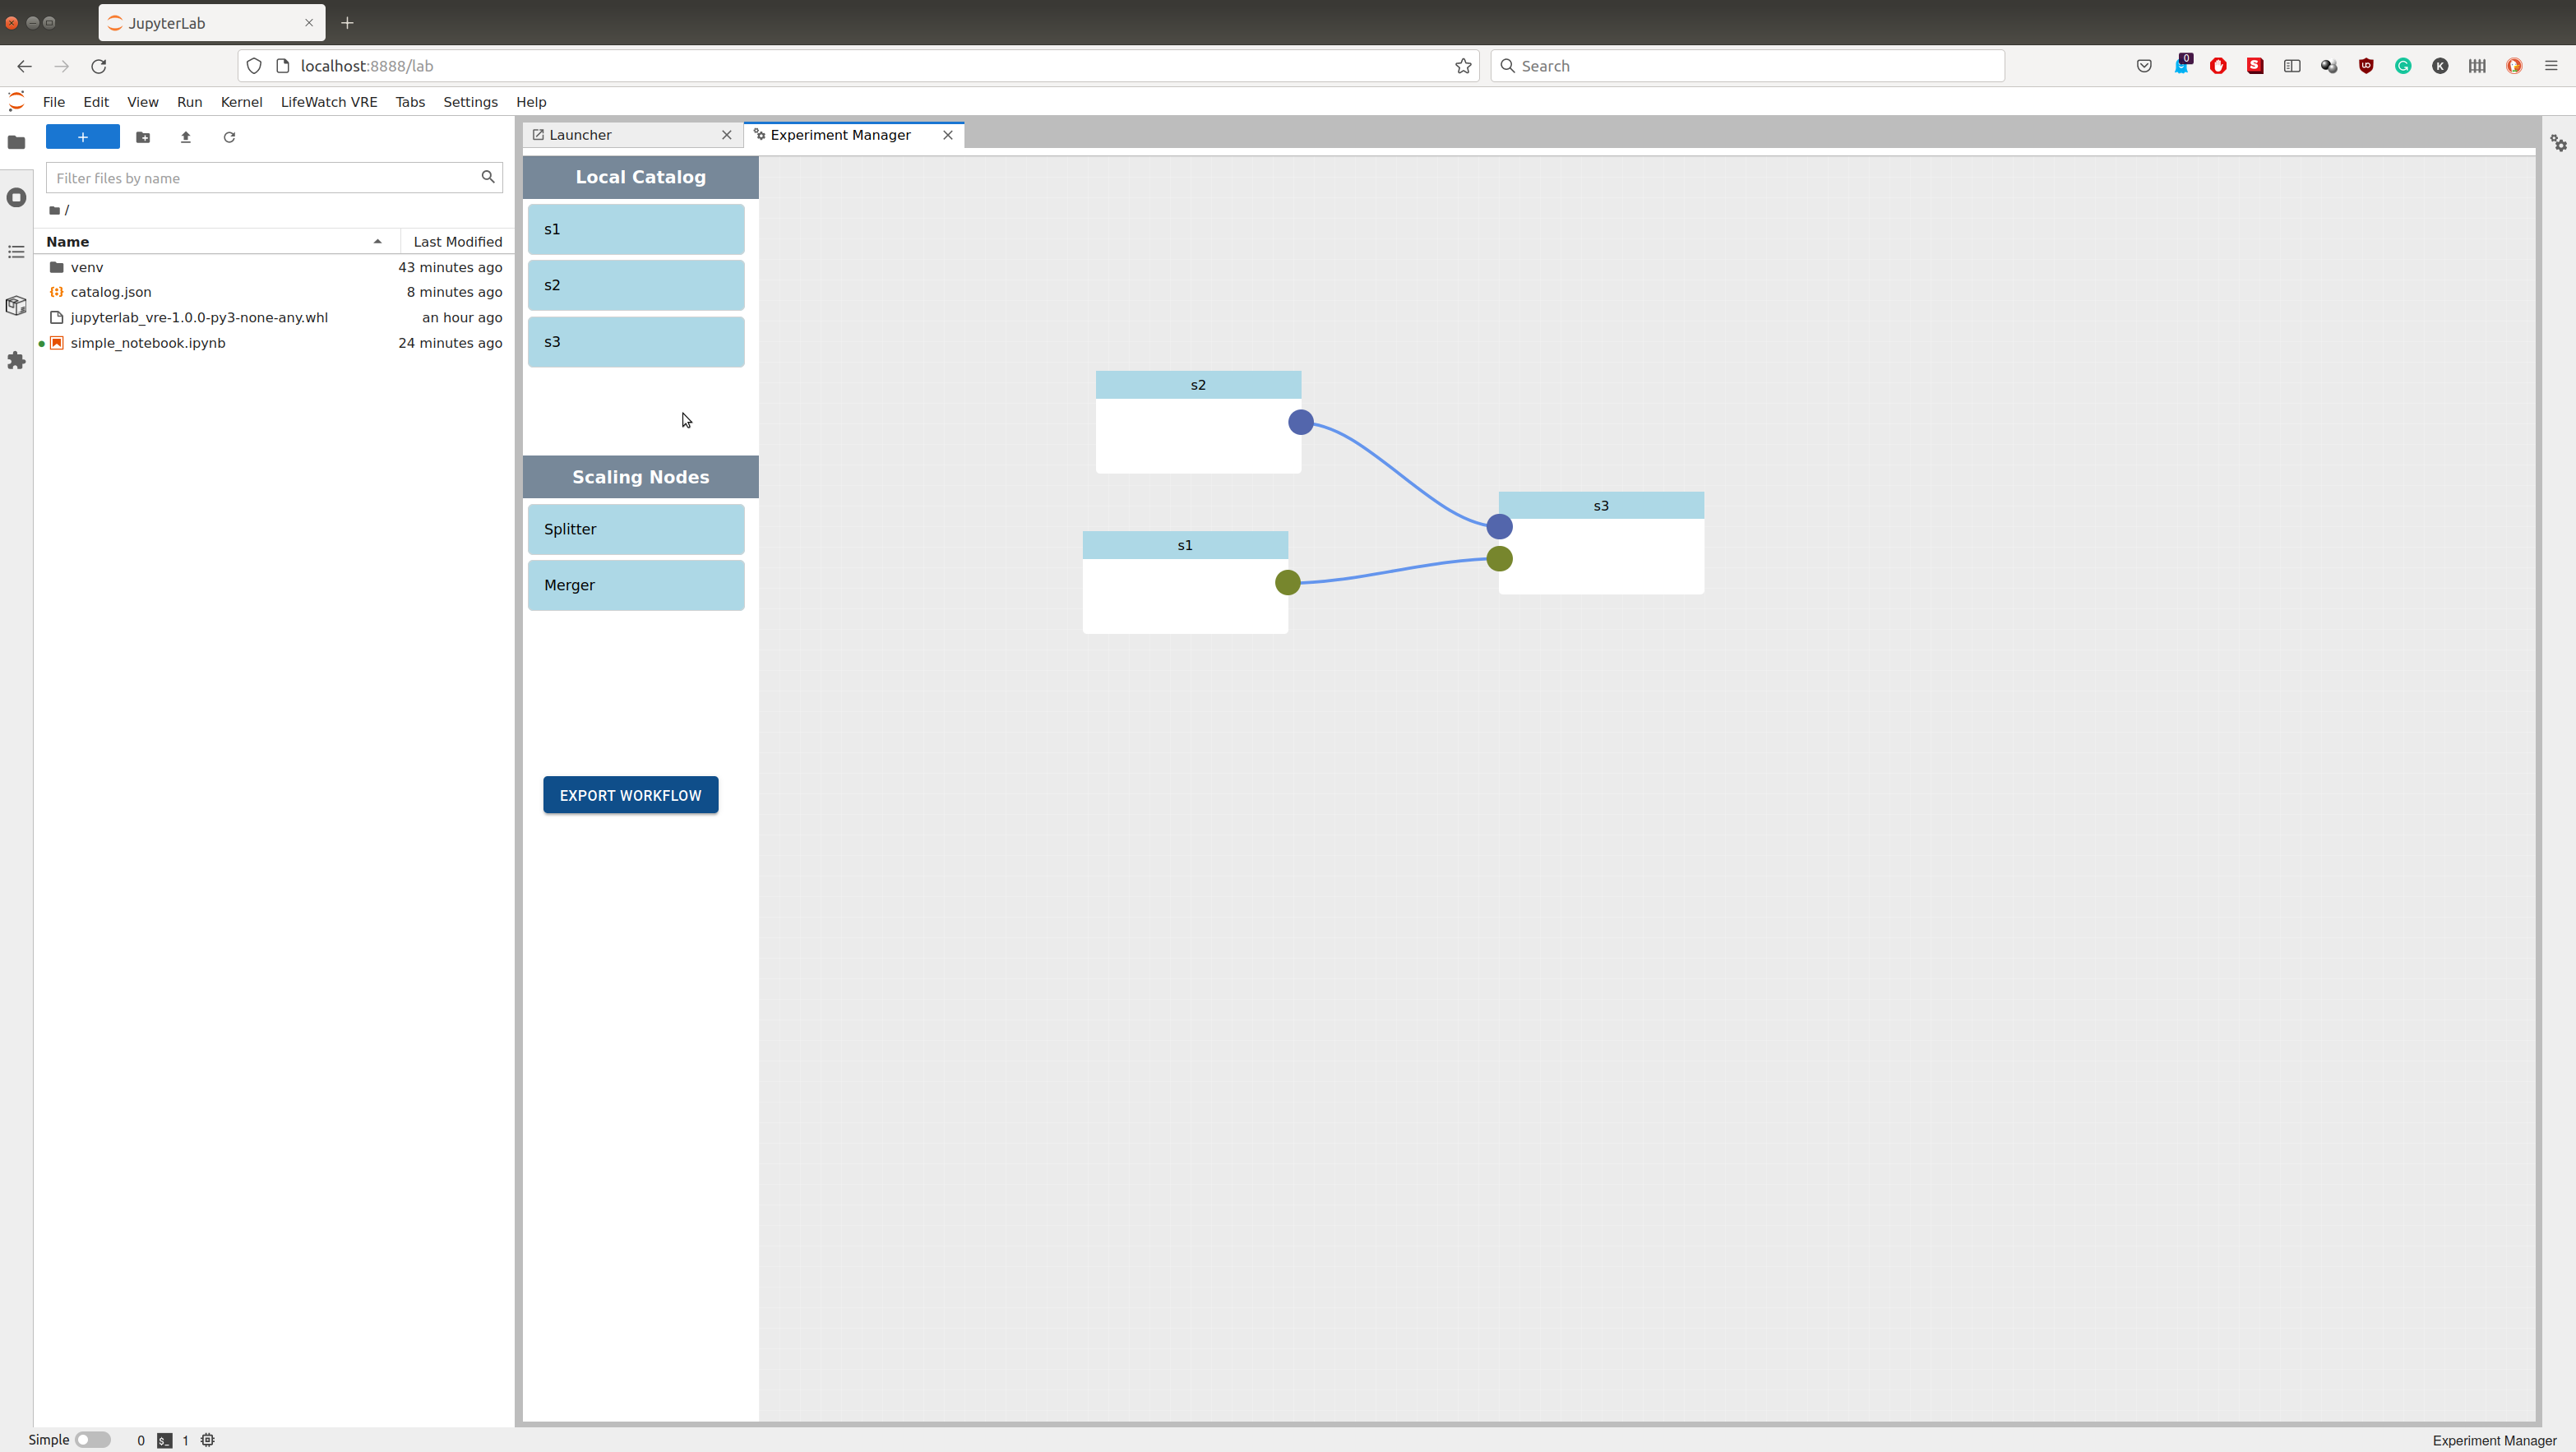 JupyterLab
localhost:8888/lab
Search
0
S
K
File Edit View Run Kernel LifeWatch VRE Tabs Settings Help
+
Launcher
Experiment Manager
Filter files by name
/
Name Last Modified
venv 43 minutes ago
catalog.json 8 minutes ago
jupyterlab_vre-1.0.0-py3-none-any.whl an hour ago
simple_notebook.ipynb 24 minutes ago
Local Catalog
s1
s2
s3
Scaling Nodes
Splitter
Merger
EXPORT WORKFLOW
s2
s3
s1
Simple 0 $_ 1
Experiment Manager